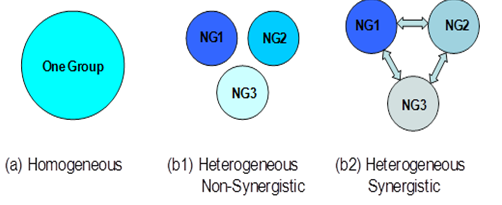 One Group
NG1
NG2
NG3
NG1
NG2
NG3
(a) Homogeneous
(b1) Heterogeneous
Non-Synergistic
(b2) Heterogeneous
Synergistic